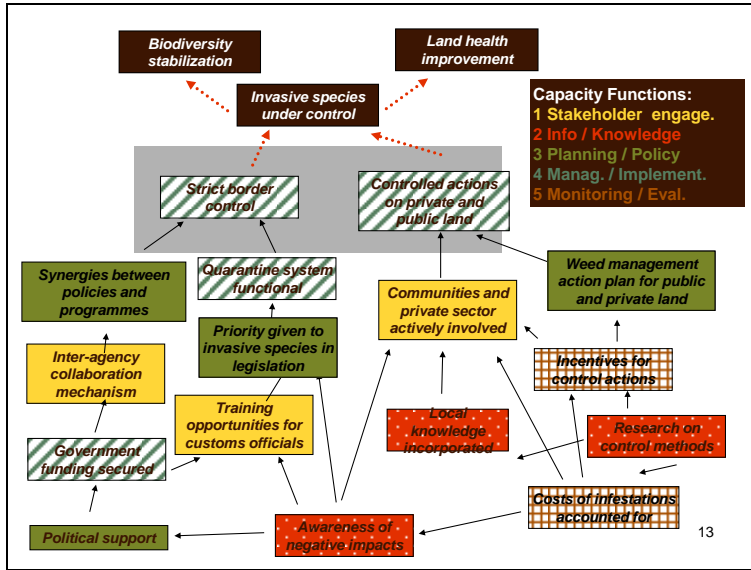 Biodiversity
stabilization
Land health
improvement
Invasive species
under control
Capacity Functions:
1 Stakeholder engage.
2 Info / Knowledge
3 Planning / Policy
4 Manag. / Implement.
5 Monitoring / Eval.
Strict border
control
Controlled actions
on private and
public land
Synergies between
policies and
programmes
Quarantine system
functional
Communities and
private sector
actively involved
Weed management
action plan for public
and private land
Priority given to
invasive species in
legislation
Inter-agency
collaboration
mechanism
Incentives for
control actions
Training
opportunities for
customs officials
Local
knowledge
incorporated
Research on
control methods
Government
funding secured
Costs of infestations
accounted for
Political support
Awareness of
negative impacts
13